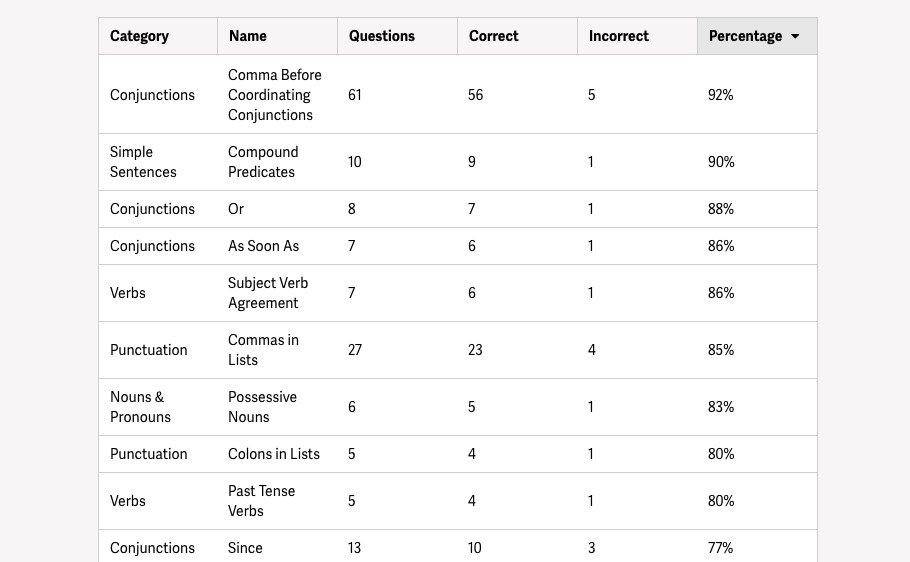 Category Name Questions Correct Incorrect Percentage
Comma Before
Conjunctions Coordinating 61 56 5 92%
Conjunctions
Simple Compound
Sentences Predicates 10 9 1 90%
Conjunctions Or 8 7 1 88%
Conjunctions As Soon As 7 6 1 86%
Verbs Subject Verb 7 6 1 86%
Agreement
Punctuation Commas in 27 23 4 85%
Lists
Nouns & Possessive
Pronouns Nouns 6 5 1 83%
Punctuation Colons in Lists 5 4 1 80%
Verbs Past Tense 5 4 1 80%
Verbs
Conjunctions Since 13 10 3 77%